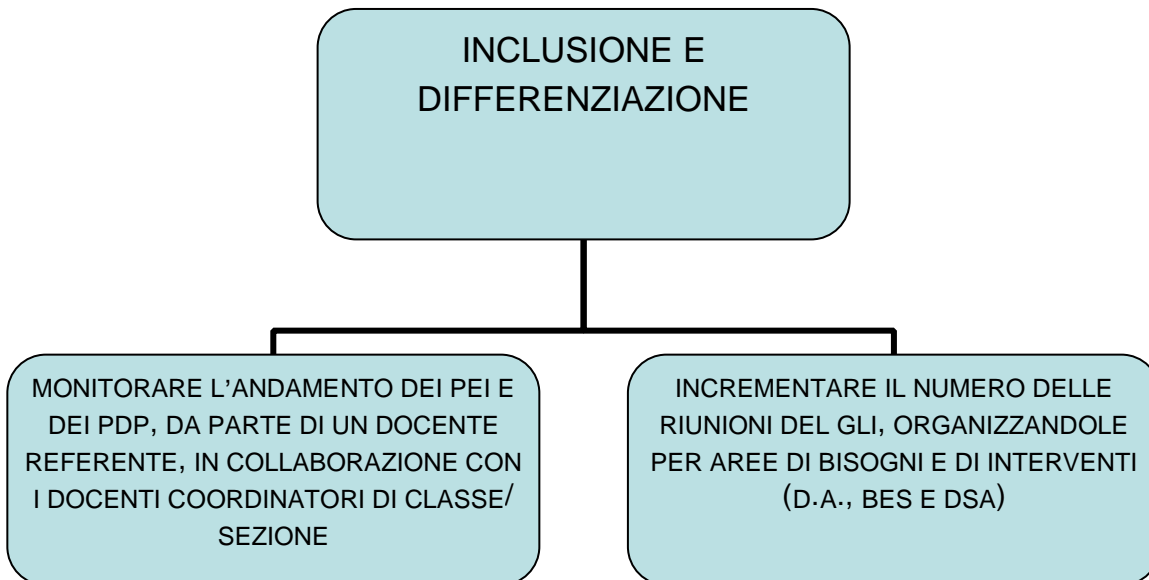 INCLUSIONE E
DIFFERENZIAZIONE
MONITORARE L’ANDAMENTO DEI PEI E
DEI PDP, DA PARTE DI UN DOCENTE
REFERENTE, IN COLLABORAZIONE CON
I DOCENTI COORDINATORI DI CLASSE/
SEZIONE
INCREMENTARE IL NUMERO DELLE
RIUNIONI DEL GLI, ORGANIZZANDOLE
PER AREE DI BISOGNI E DI INTERVENTI
(D.A., BES E DSA)